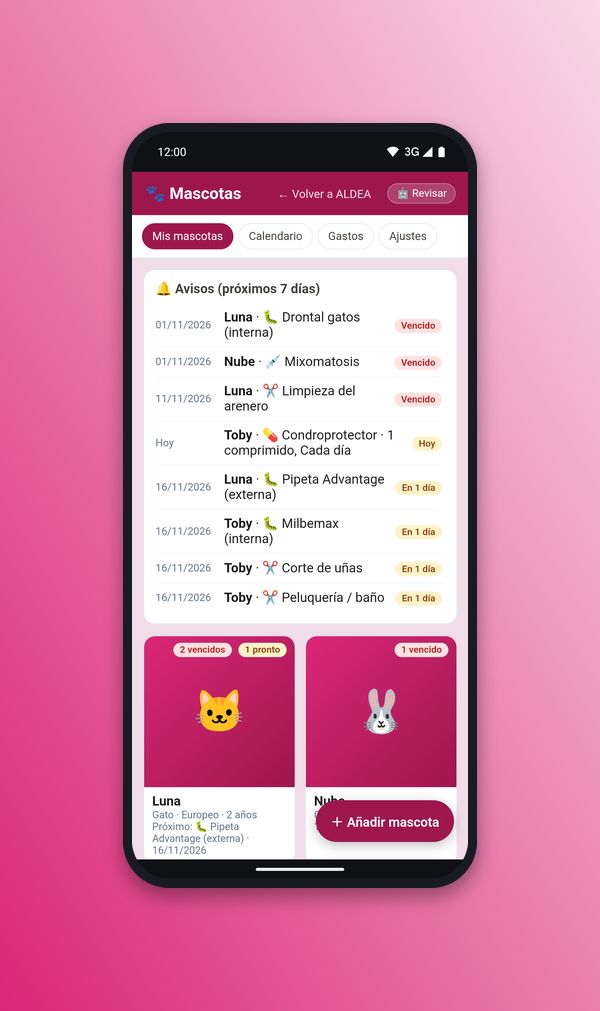 12:00
3G
Mascotas
← Volver a ALDEA
Revisar
Mis mascotas
Calendario
Gastos
Ajustes
Avisos (próximos 7 días)
01/11/2026
Luna · Drontal gatos
(interna)
Vencido
01/11/2026
Nube · Mixomatosis
Vencido
11/11/2026
Luna · Limpieza del
arenero
Vencido
Hoy
Toby · Condroprotector · 1
comprimido, Cada día
Hoy
16/11/2026
Luna · Pipeta Advantage
(externa)
En 1 día
16/11/2026
Toby · Milbemax
(interna)
En 1 día
16/11/2026
Toby · Corte de uñas
En 1 día
16/11/2026
Toby · Peluquería / baño
En 1 día
2 vencidos
1 pronto
1 vencido
Luna
Gato · Europeo · 2 años
Próximo: Pipeta
Advantage (externa) ·
16/11/2026
Nube
+ Añadir mascota